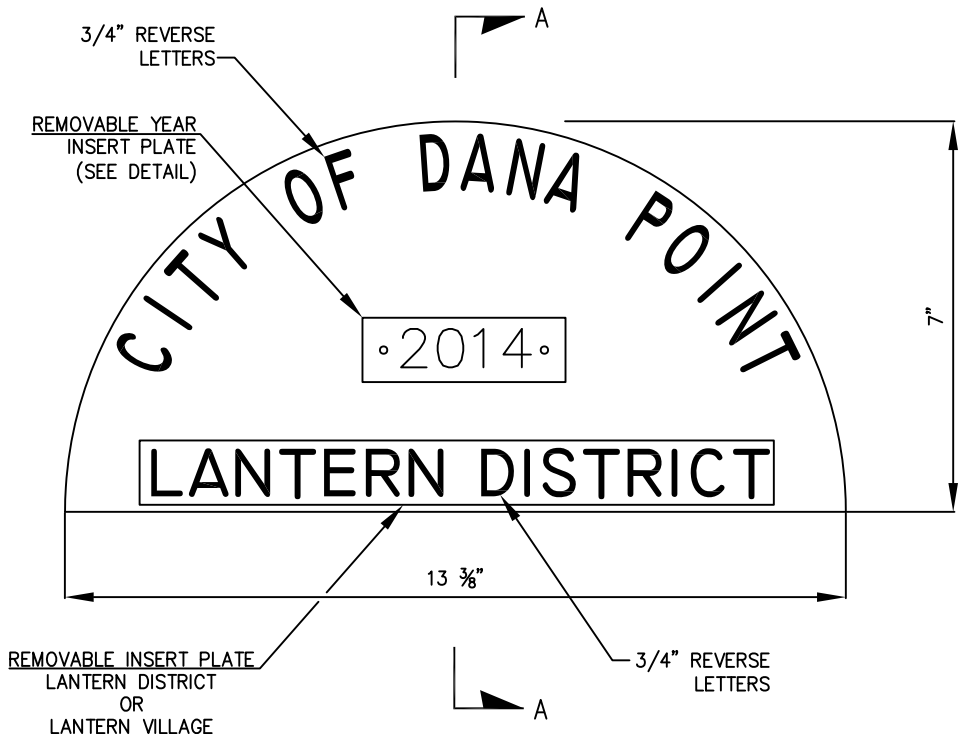 A
3/4" REVERSE
LETTERS
REMOVABLE YEAR
INSERT PLATE
(SEE DETAIL)
CITY OF DANA POINT
7"
2014
LANTERN DISTRICT
13 ⅜"
REMOVABLE INSERT PLATE
LANTERN DISTRICT
OR
LANTERN VILLAGE
3/4" REVERSE
LETTERS
A